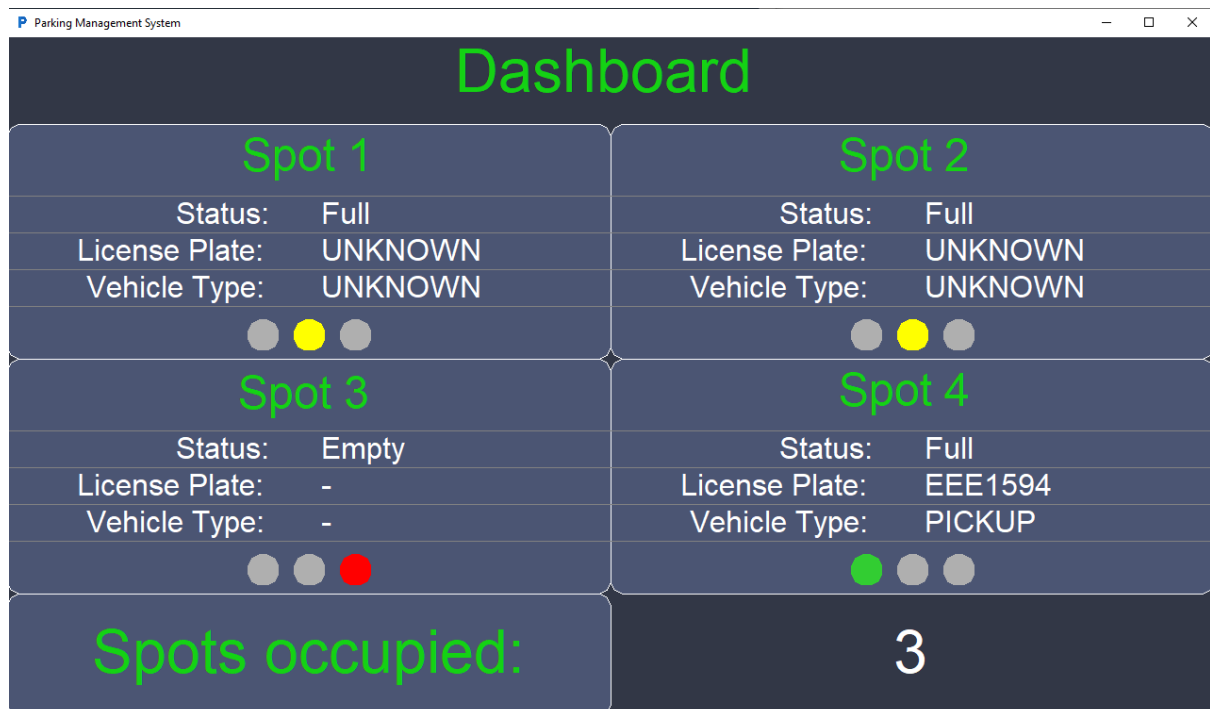 P Parking Management System
Dashboard
Spot 1
Status: Full
License Plate: UNKNOWN
Vehicle Type: UNKNOWN
Spot 2
Status: Full
License Plate: UNKNOWN
Vehicle Type: UNKNOWN
Spot 3
Status: Empty
License Plate: -
Vehicle Type: -
Spot 4
Status: Full
License Plate: EEE1594
Vehicle Type: PICKUP
Spots occupied: 3